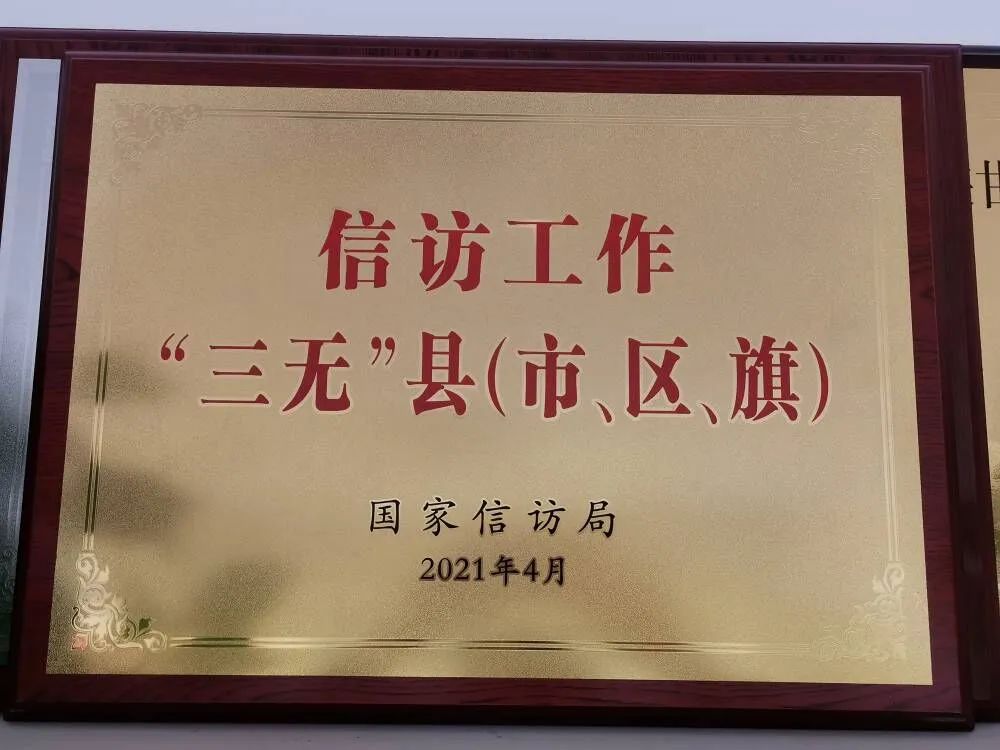 信访工作
“三无”县(市、区、旗)
国家信访局
2021年4月